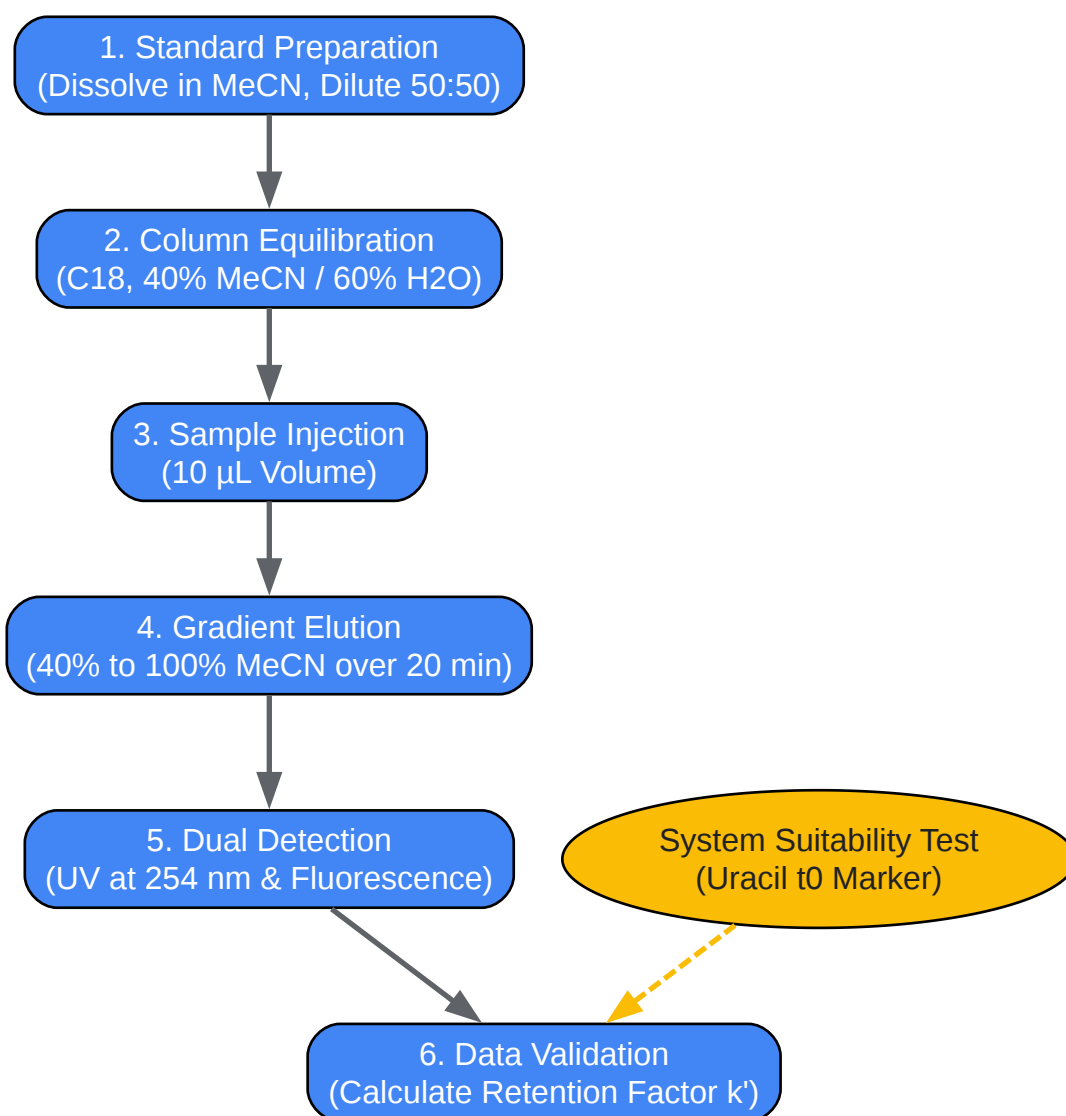 1. Standard Preparation
(Dissolve in MeCN, Dilute 50:50)
2. Column Equilibration
(C18, 40% MeCN / 60% H2O)
3. Sample Injection
(10 µL Volume)
4. Gradient Elution
(40% to 100% MeCN over 20 min)
5. Dual Detection
(UV at 254 nm & Fluorescence)
System Suitability Test
(Uracil t0 Marker)
6. Data Validation
(Calculate Retention Factor k')